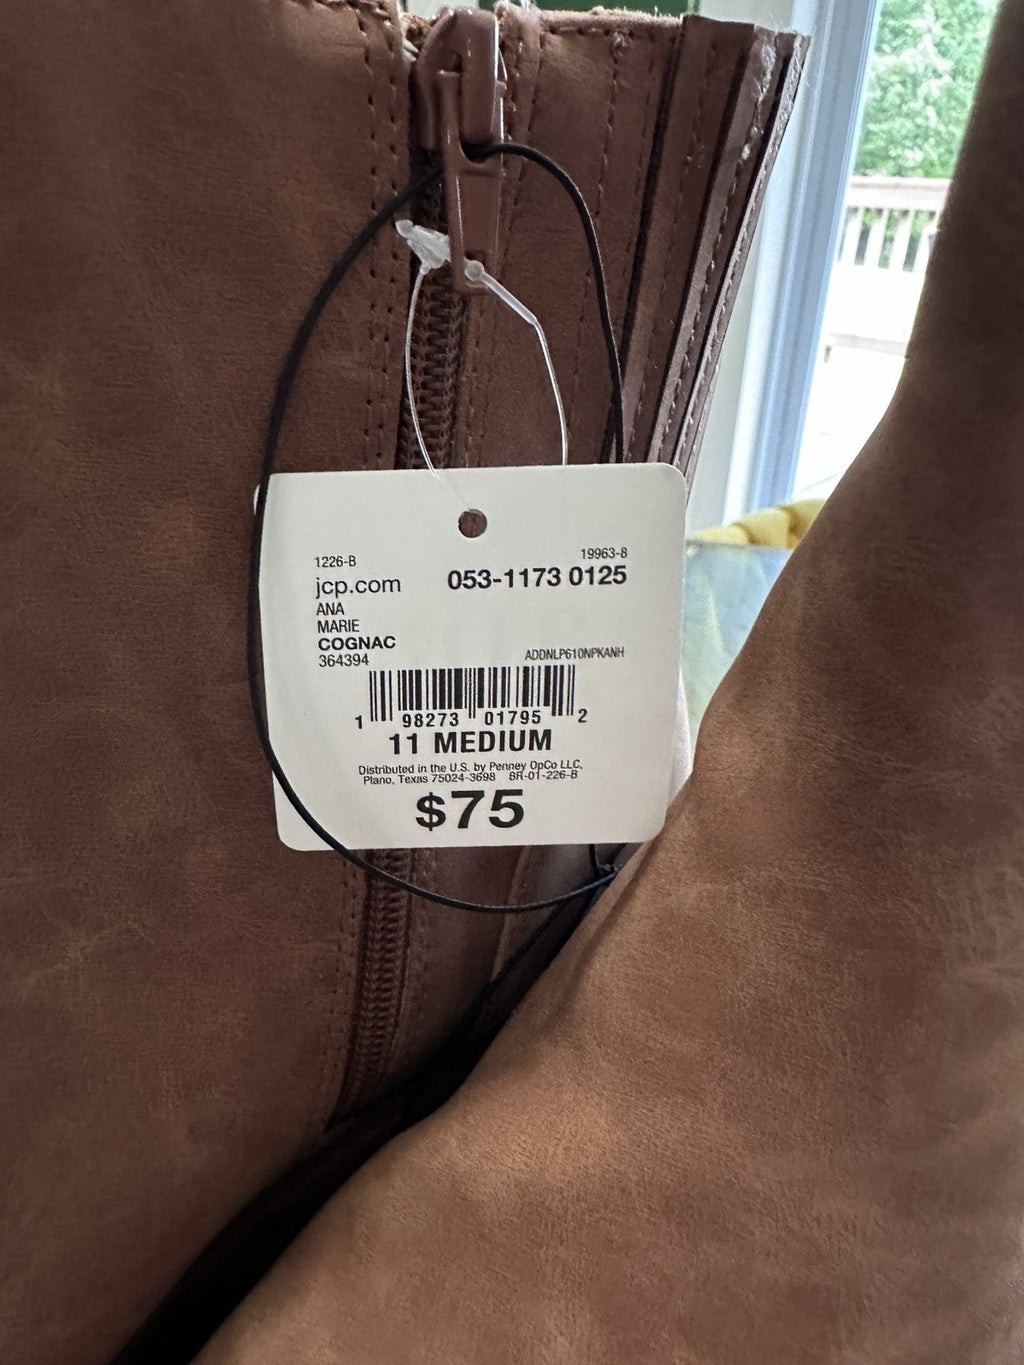 1226-B 19963-8
jcp.com 053-1173 0125
ANA
MARIE
COGNAC
364394 ADDNLP610NPKANH
1 98273 01795 2
11 MEDIUM
Distributed in the U.S. by Penney OpCo LLC,
Plano, Texas 75024-3698 BR-01-226-B
$75